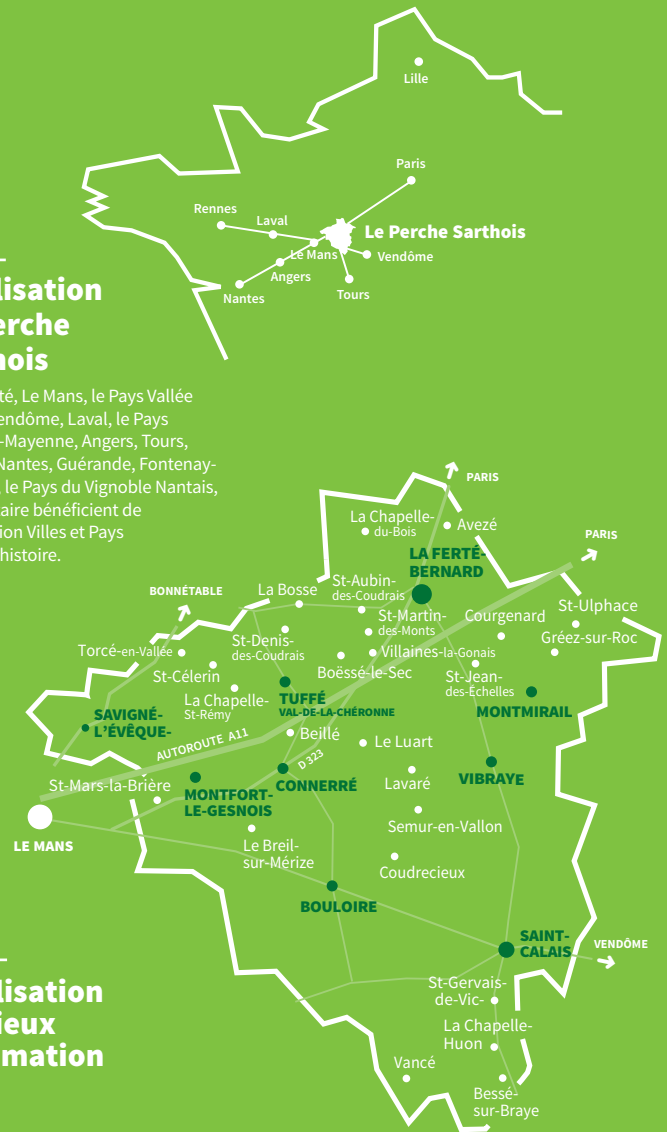 Lille
Paris
Rennes
Laval
Le Perche Sarthois
Le Mans
Vendôme
Angers
Tours
Nantes
lisation
erche
nois
té, Le Mans, le Pays Vallée
endôme, Laval, le Pays
-Mayenne, Angers, Tours,
Nantes, Guérande, Fontenay-
, le Pays du Vignoble Nantais,
aire bénéficient de
ion Villes et Pays
histoire.
PARIS
La Chapelle-
du-Bois
Avezé
PARIS
LA FERTÉ-
BERNARD
BONNÉTABLE
La Bosse
St-Aubin-
des-Coudrais
St-Ulphace
St-Martin-
des-Monts
Courgenard
Gréez-sur-Roc
St-Denis-
des-Coudrais
Torcé-en-Vallée
Villaines-la-Gonais
St-Célerin
Boëssé-le-Sec
St-Jean-
des-Échelles
La Chapelle-
St-Rémy
TUFFÉ
VAL-DE-LA-CHÉRONNE
MONTMIRAIL
SAVIGNÉ-
L'ÉVÊQUE-
AUTOROUTE A11
Beillé
Le Luart
D 323
St-Mars-la-Brière
CONNERRÉ
Lavaré
VIBRAYE
MONTFORT-
LE-GESNOIS
LE MANS
Semur-en-Vallon
Le Breil-
sur-Mérize
Coudrecieux
BOULOIRE
SAINT-
CALAIS
VENDÔME
lisation
ieux
mation
St-Gervais-
de-Vic-
La Chapelle-
Huon
Vancé
Bessé-
sur-Braye